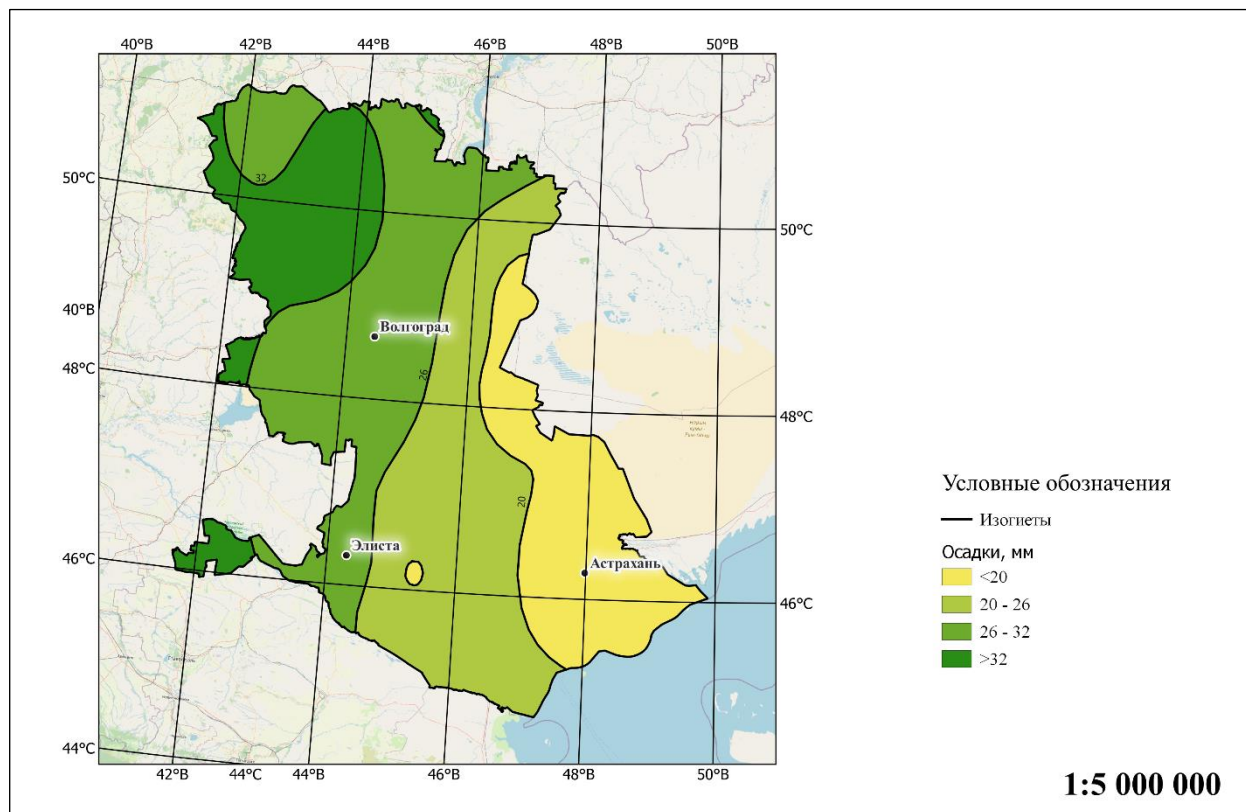 40°В 42°В 44°В 46°В 48°В 50°В
50°С
50°С
32
40°В
Волгоград
48°С
26
48°С
20
Условные обозначения
Изогиеты
Элиста
46°С
Осадки, мм
Астрахань
<20
46°С
20 - 26
26 - 32
>32
44°С
42°В 44°С 44°В 46°В 48°В 50°В
1:5 000 000